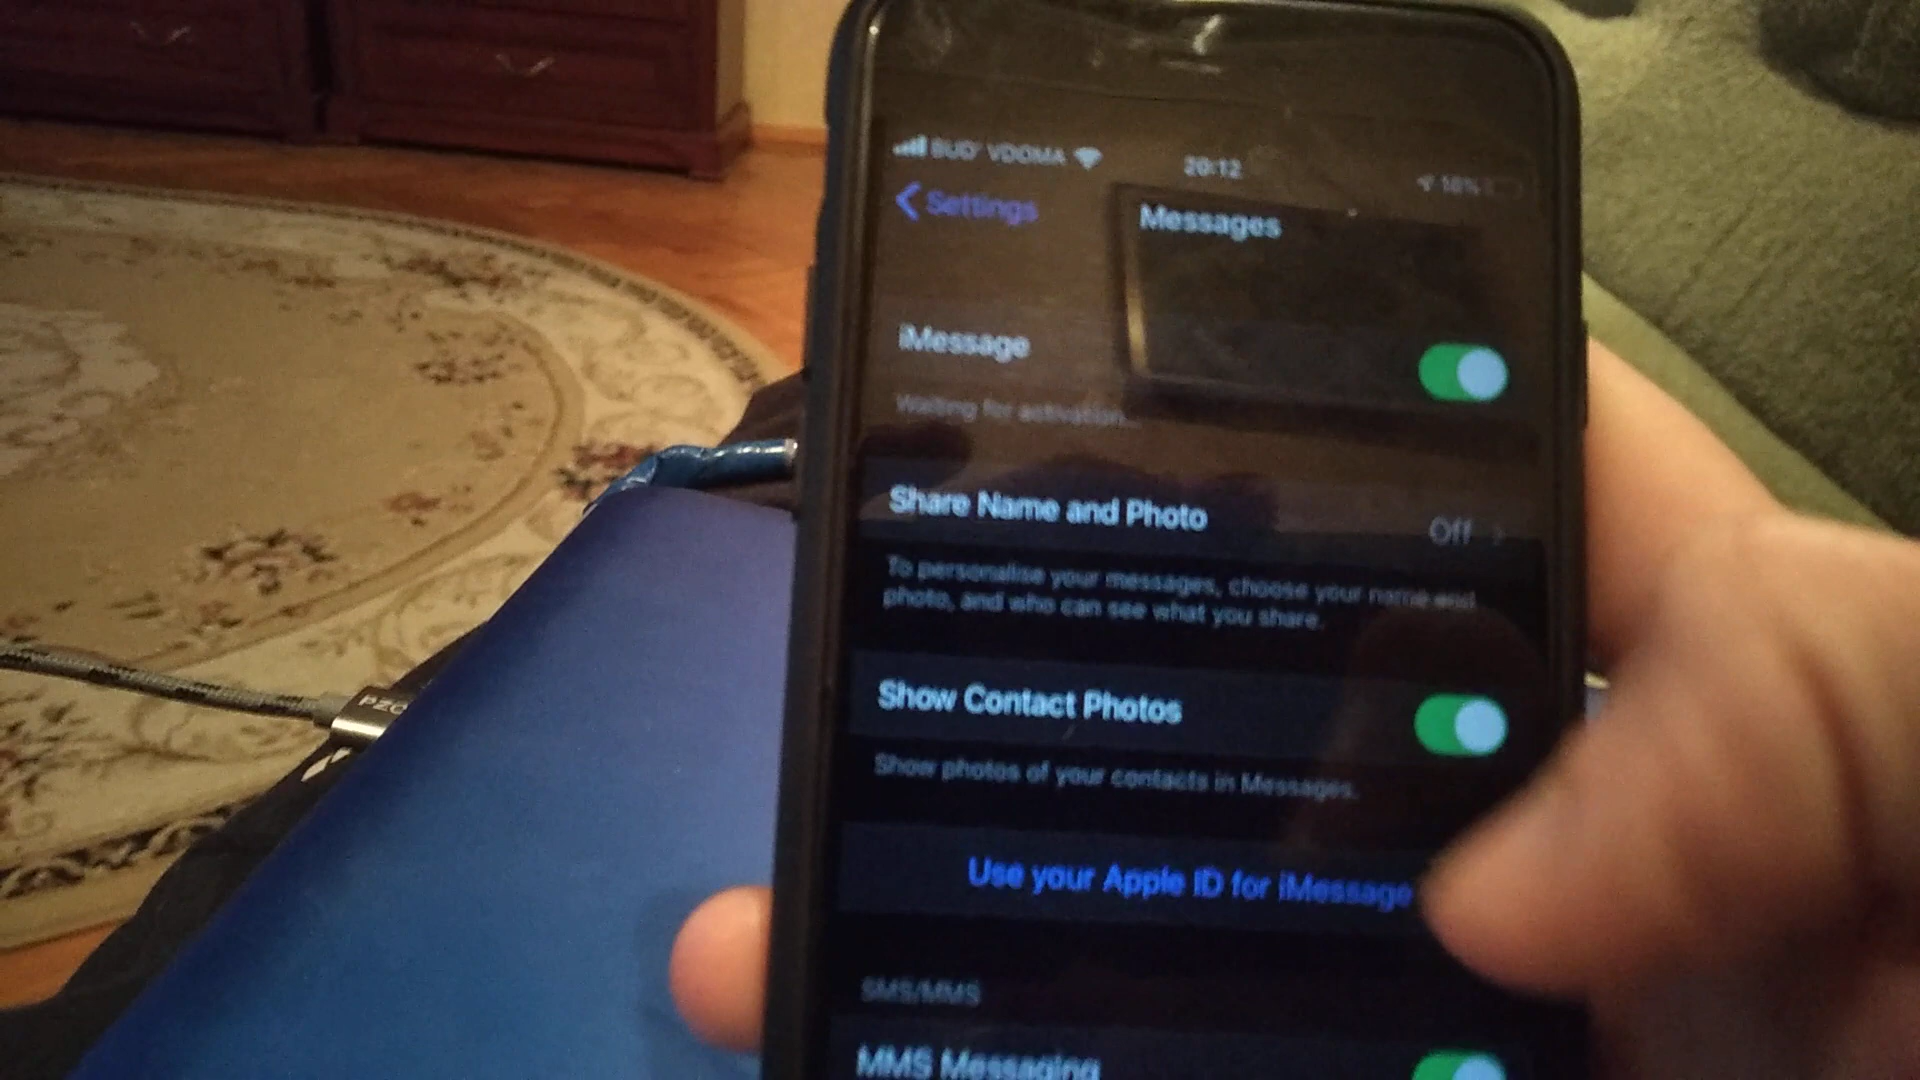 BUD' VDOMA
20:12
18%
Settings
Messages
iMessage
Waiting for activation...
Share Name and Photo
Off
To personalise your messages, choose your name and
photo, and who can see what you share.
Show Contact Photos
Show photos of your contacts in Messages.
Use your Apple ID for iMessage
SMS/MMS
MMS Messaging
PZO